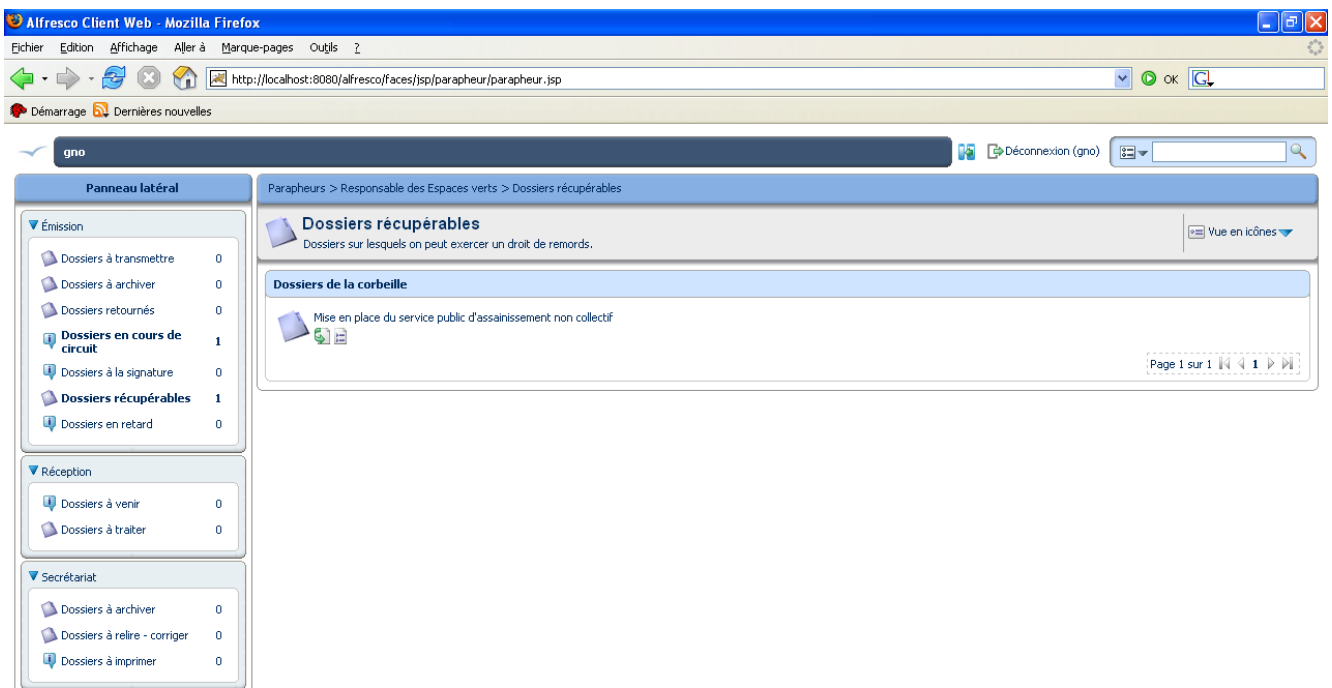 Alfresco Client Web - Mozilla Firefox
Fichier Edition Affichage Aller à Marque-pages Outils ?
http://localhost:8080/alfresco/faces/jsp/parapheur/parapheur.jsp
OK
G
Démarrage Dernières nouvelles
gno
Déconnexion (gno)
Panneau latéral
Émission
Dossiers à transmettre 0
Dossiers à archiver 0
Dossiers retournés 0
Dossiers en cours de
circuit 1
Dossiers à la signature 0
Dossiers récupérables 1
Dossiers en retard 0
Réception
Dossiers à venir 0
Dossiers à traiter 0
Secrétariat
Dossiers à archiver 0
Dossiers à relire - corriger 0
Dossiers à imprimer 0
Parapheurs > Responsable des Espaces verts > Dossiers récupérables
Dossiers récupérables
Dossiers sur lesquels on peut exercer un droit de remords.
Vue en icônes
Dossiers de la corbeille
Mise en place du service public d'assainissement non collectif
Page 1 sur 1 1